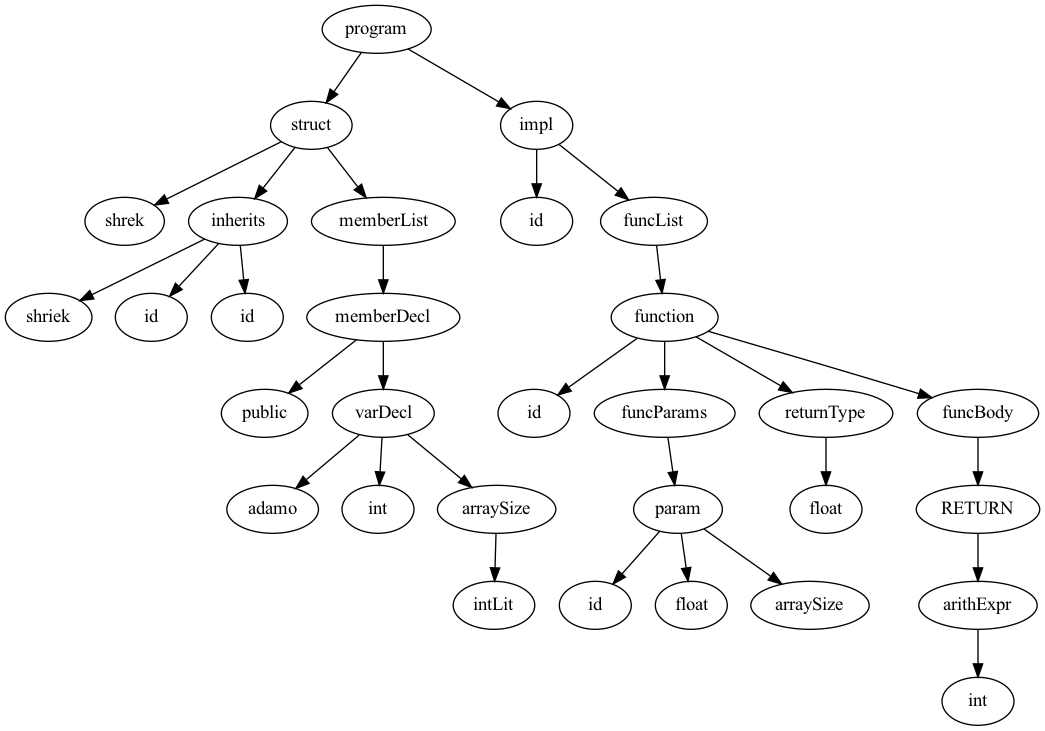 program
struct
impl
shrek
inherits
memberList
id
funcList
shriek
id
id
memberDecl
function
public
varDecl
id
funcParams
returnType
funcBody
adamo
int
arraySize
param
float
RETURN
intLit
id
float
arraySize
arithExpr
int